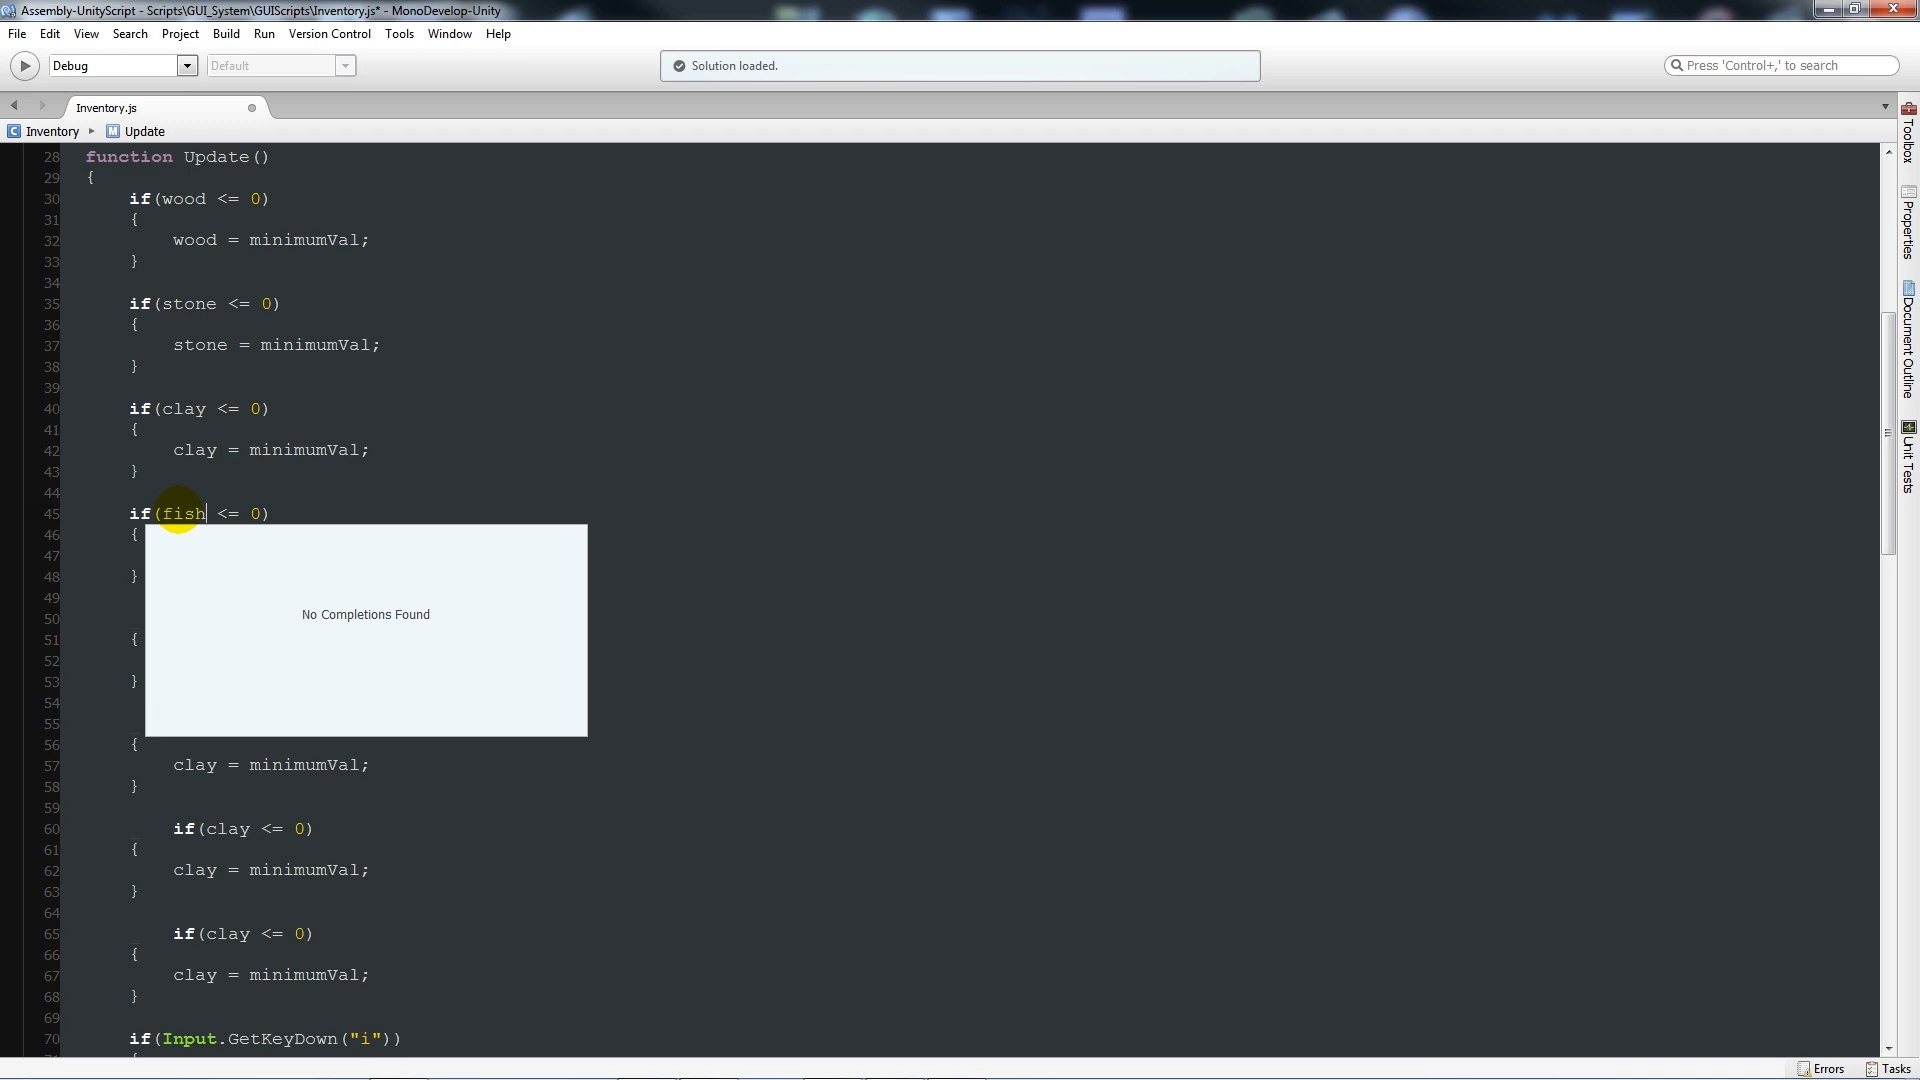 Assembly-UnityScript - Scripts\GUI_System\GUIScripts\Inventory.js* - MonoDevelop-Unity
File Edit View Search Project Build Run Version Control Tools Window Help
Debug Default Solution loaded. Press 'Control+,' to search
Inventory.js
Inventory Update
28 function Update()
29 {
30 if(wood <= 0)
31 {
32 wood = minimumVal;
33 }
34
35 if(stone <= 0)
36 {
37 stone = minimumVal;
38 }
39
40 if(clay <= 0)
41 {
42 clay = minimumVal;
43 }
44
45 if(fish <= 0)
46 {
47
48 }
49
50
51 {
52
53 }
54
55
56 {
57 clay = minimumVal;
58 }
59
60 if(clay <= 0)
61 {
62 clay = minimumVal;
63 }
64
65 if(clay <= 0)
66 {
67 clay = minimumVal;
68 }
69
70 if(Input.GetKeyDown("i"))
No Completions Found
Toolbox
Properties
Document Outline
Unit Tests
Errors Tasks